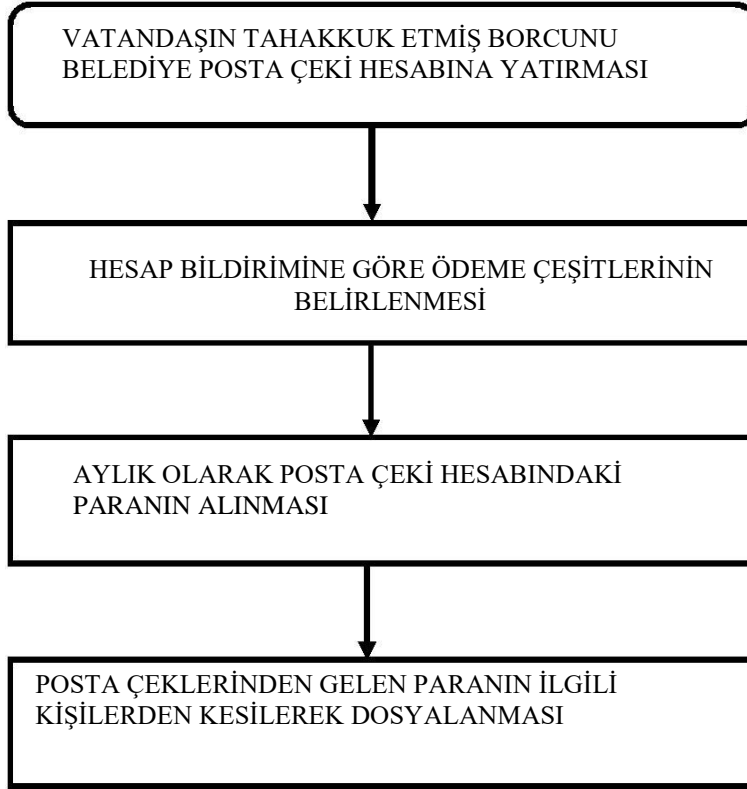 VATANDAŞIN TAHAKKUK ETMİŞ BORCUNU
BELEDİYE POSTA ÇEKİ HESABINA YATIRMASI
HESAP BİLDİRİMİNE GÖRE ÖDEME ÇEŞİTLERİNİN
BELİRLENMESİ
AYLIK OLARAK POSTA ÇEKİ HESABINDAKİ
PARANIN ALINMASI
POSTA ÇEKLERİNDEN GELEN PARANIN İLGİLİ
KİŞİLERDEN KESİLEREK DOSYALANMASI